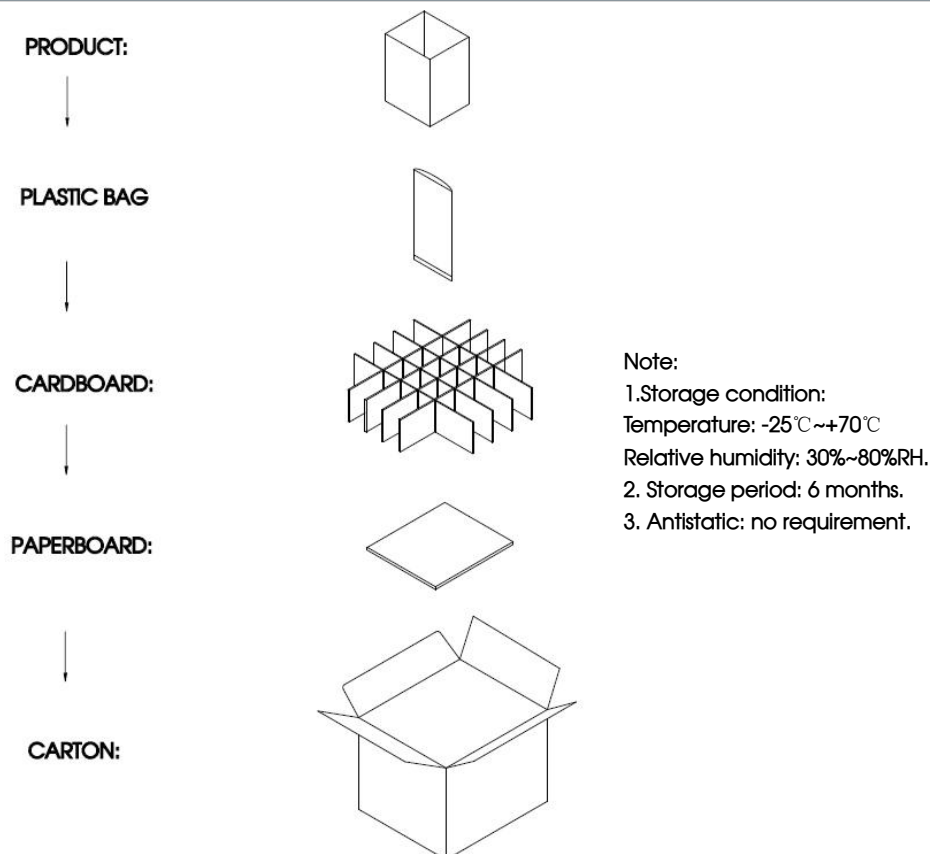 PRODUCT:
PLASTIC BAG
CARDBOARD:
PAPERBOARD:
CARTON:
Note:
1.Storage condition:
Temperature: -25℃~+70℃
Relative humidity: 30%~80%RH.
2. Storage period: 6 months.
3. Antistatic: no requirement.